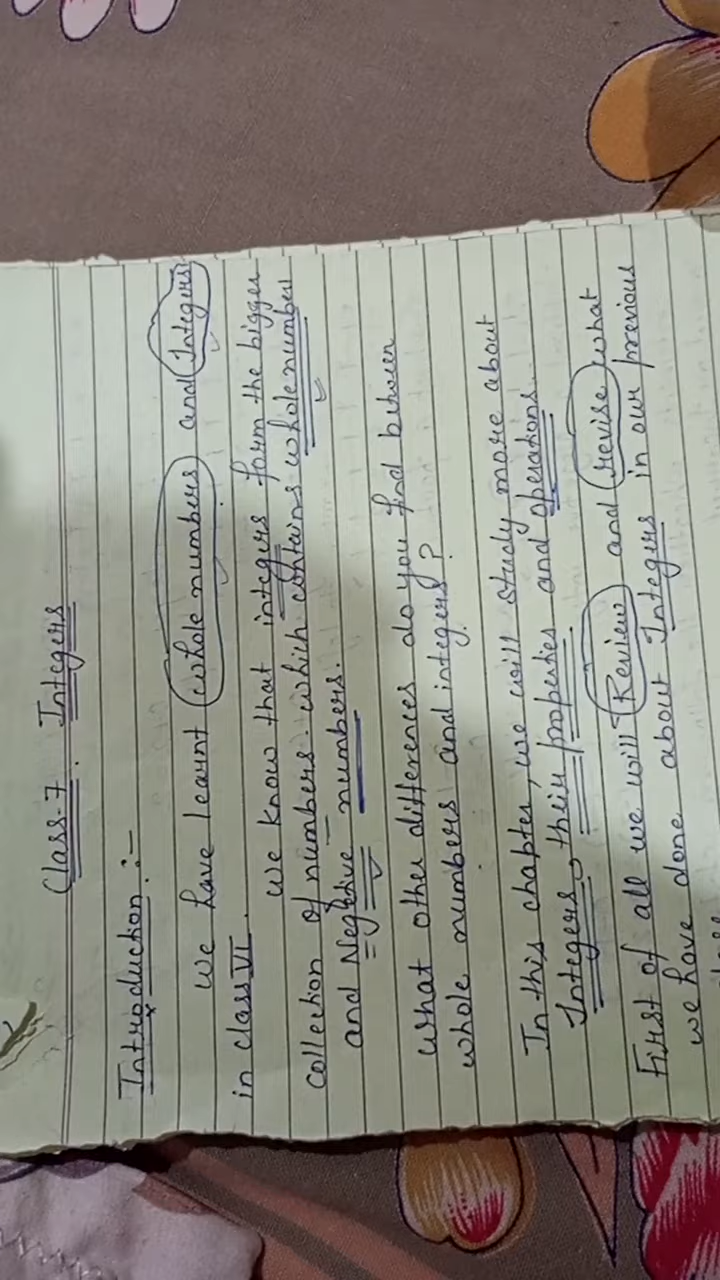 Class-7. Integers
Introduction :-
We have learnt whole numbers and Integers
in class VI.
We know that integers form the bigger
collection of numbers. which contains whole number
and Negative numbers.
What other differences do you find between
whole numbers and integers?
In this chapter, we will study more about
Integers, their properties and operations.
First of all we will Review and revise what
we have done about Integers in our previous